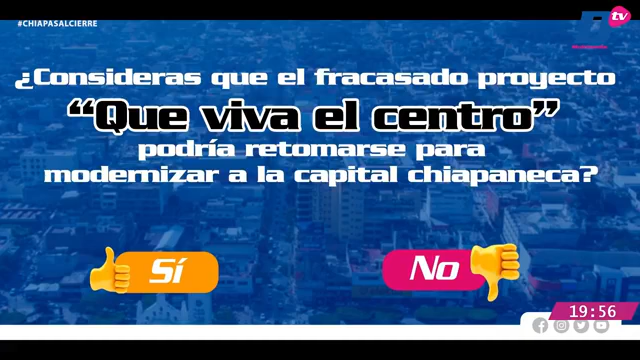 #CHIAPASALCIERRE
tv
¿Consideras que el fracasado proyecto
“Que viva el centro”
podría retomarse para
modernizar a la capital chiapaneca?
Sí
No
19:56